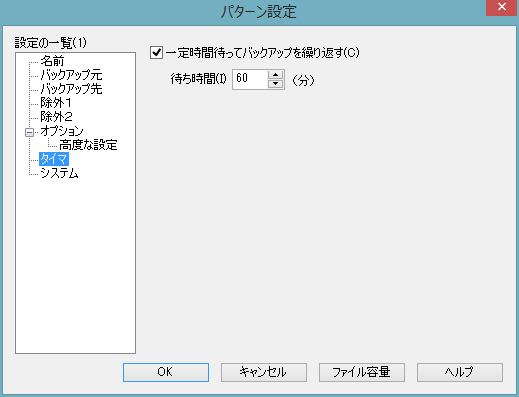 パターン設定
設定の一覧(1)
名前
バックアップ元
バックアップ先
除外1
除外2
オプション
高度な設定
タイマ
システム
一定時間待ってバックアップを繰り返す(C)
待ち時間(I) 60 (分)
OK キャンセル ファイル容量 ヘルプ